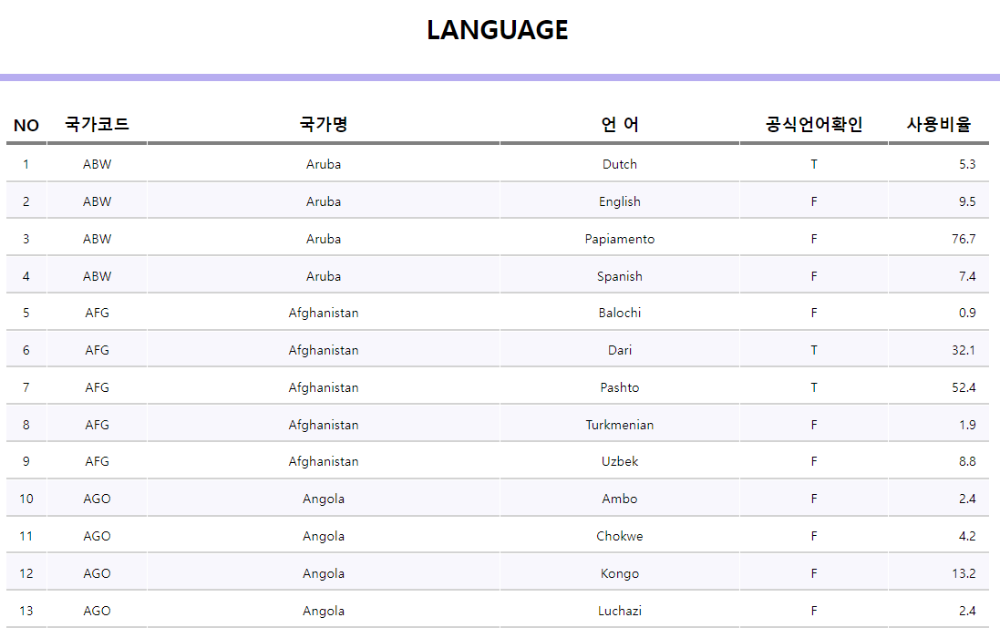 LANGUAGE
NO 국가코드 국가명 언 어 공식언어확인 사용비율
1 ABW Aruba Dutch T 5.3
2 ABW Aruba English F 9.5
3 ABW Aruba Papiamento F 76.7
4 ABW Aruba Spanish F 7.4
5 AFG Afghanistan Balochi F 0.9
6 AFG Afghanistan Dari T 32.1
7 AFG Afghanistan Pashto T 52.4
8 AFG Afghanistan Turkmenian F 1.9
9 AFG Afghanistan Uzbek F 8.8
10 AGO Angola Ambo F 2.4
11 AGO Angola Chokwe F 4.2
12 AGO Angola Kongo F 13.2
13 AGO Angola Luchazi F 2.4